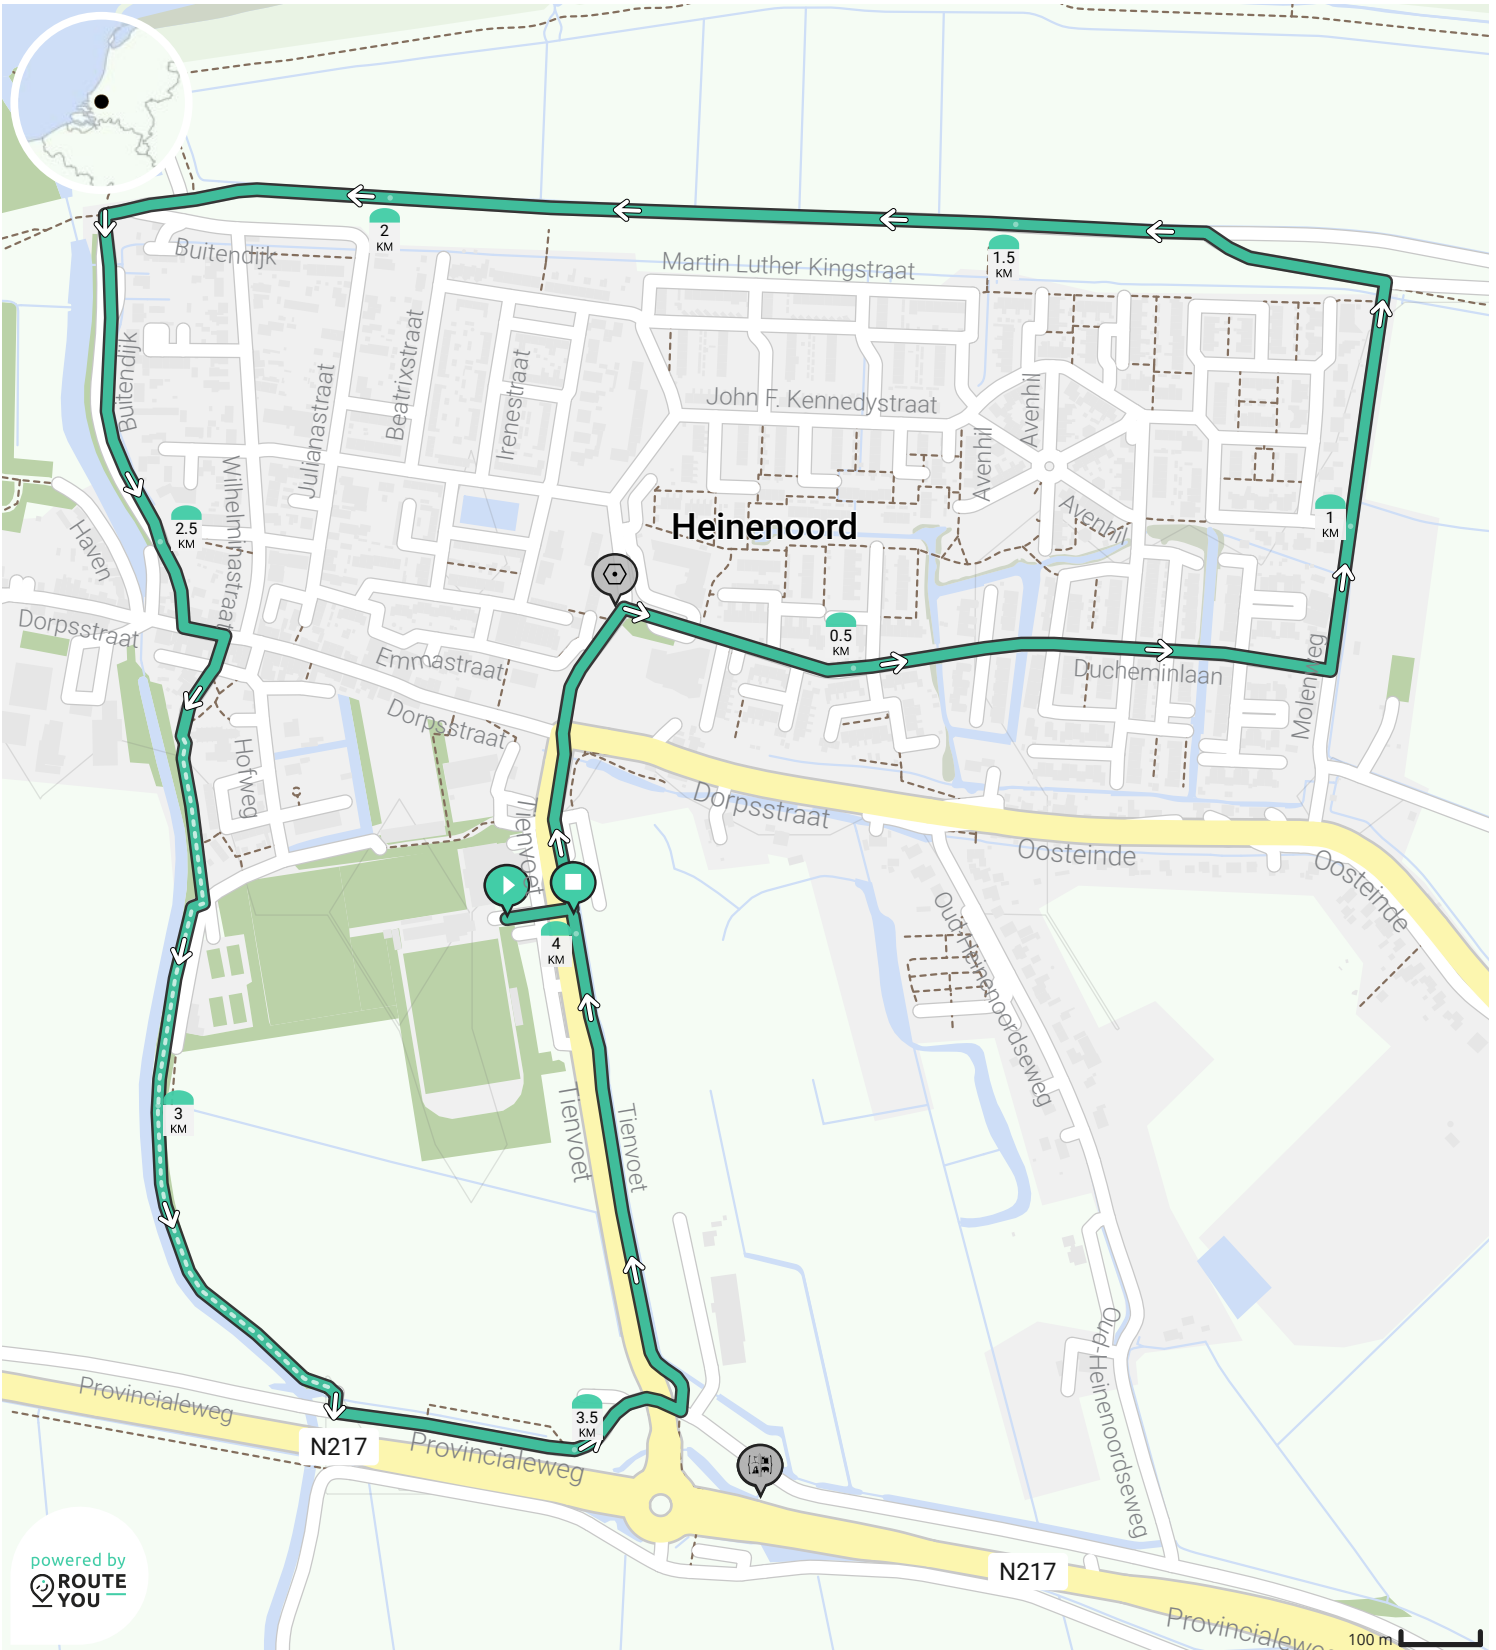 2
KM
Buitendijk
Martin Luther Kingstraat
1.5
KM
Buitendijk
Beatrixstraat
Irenestraat
Julianastraat
John F. Kennedystraat
Avenhil
Avenhil
Avenhil
Wilhelminastraat
2.5
KM
Haven
Heinenoord
1
KM
Dorpsstraat
0.5
KM
Emmastraat
Ducheminlaan
Molenweg
Dorpsstraat
Hofweg
Tienvoet
Dorpsstraat
Oosteinde
Oosteinde
Oud-Heinenoordseweg
4
KM
3
KM
Tienvoet
Tienvoet
Oud-Heinenoordseweg
Provincialeweg
3.5
KM
N217
Provincialeweg
N217
powered by
ROUTE
YOU
Provincialeweg
100 m